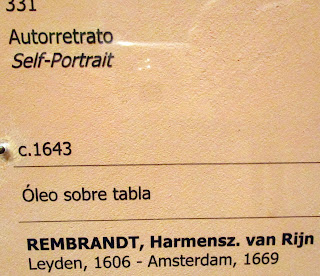 331
Autorretrato
Self-Portrait
c.1643
Óleo sobre tabla
REMBRANDT, Harmensz. van Rijn
Leyden, 1606 - Amsterdam, 1669